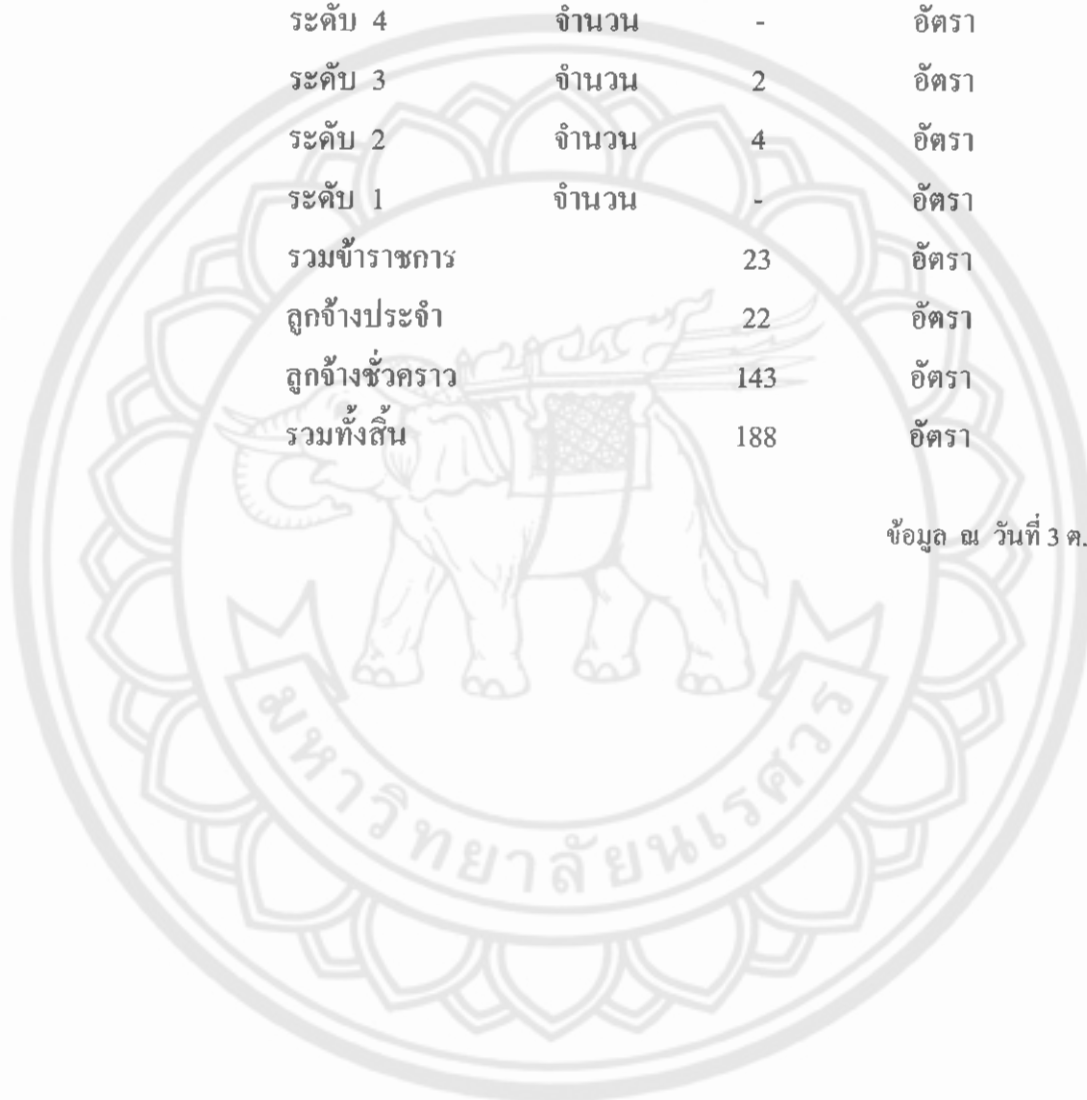 ระดับ 4 จำนวน - อัตรา
ระดับ 3 จำนวน 2 อัตรา
ระดับ 2 จำนวน 4 อัตรา
ระดับ 1 จำนวน - อัตรา
รวมข้าราชการ 23 อัตรา
ลูกจ้างประจำ 22 อัตรา
ลูกจ้างชั่วคราว 143 อัตรา
รวมทั้งสิ้น 188 อัตรา
ข้อมูล ณ วันที่ 3 ต.
มหาวิทยาลัยนเรศวร